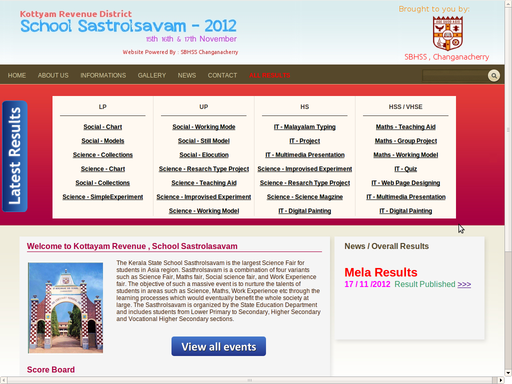 Kottyam Revenue District
School Sastrolsavam - 2012
15th 16th & 17th November
Website Powered By : SBHSS Changanacherry
Brought to you by:
SBHSS , Changanacherry
HOME ABOUT US INFORMATIONS GALLERY NEWS CONTACT
Latest Results
LP UP HS HSS / VHSE
Social - Chart Social - Working Mode IT - Malayalam Typing Maths - Teaching Aid
Social - Models Social - Still Model IT - Project Maths - Group Project
Science - Collections Social - Elocution IT - Multimedia Presentation Maths - Working Model
Science - Chart Science - Resarch Type Project Science - Improvised Experiment IT - Quiz
Social - Collections Science - Teaching Aid Science - Resarch Type Project IT - Web Page Designing
Science - SimpleExperiment Science - Improvised Experiment Science - Science Magzine IT - Multimedia Presentation
Science - Working Model IT - Digital Painting IT - Digital Painting
Welcome to Kottayam Revenue , School Sastrolasavam
The Kerala State School Sasthrolsavam is the largest Science Fair for
students in Asia region. Sasthrolsavam is a combination of four variants
such as Science Fair, Maths fair, Social science fair, and Work Experience
fair. The objective of such a massive event is to nurture the talents of
students in areas such as Science, Maths, Work Experience etc through the
learning processes which would eventually benefit the whole society at
large. The Sasthrolsavam is organized by the State Education Department
and includes students from Lower Primary to Secondary, Higher Secondary
and Vocational Higher Secondary sections.
View all events
Score Board
News / Overall Results
Mela Results
17 / 11 /2012 Result Published >>>